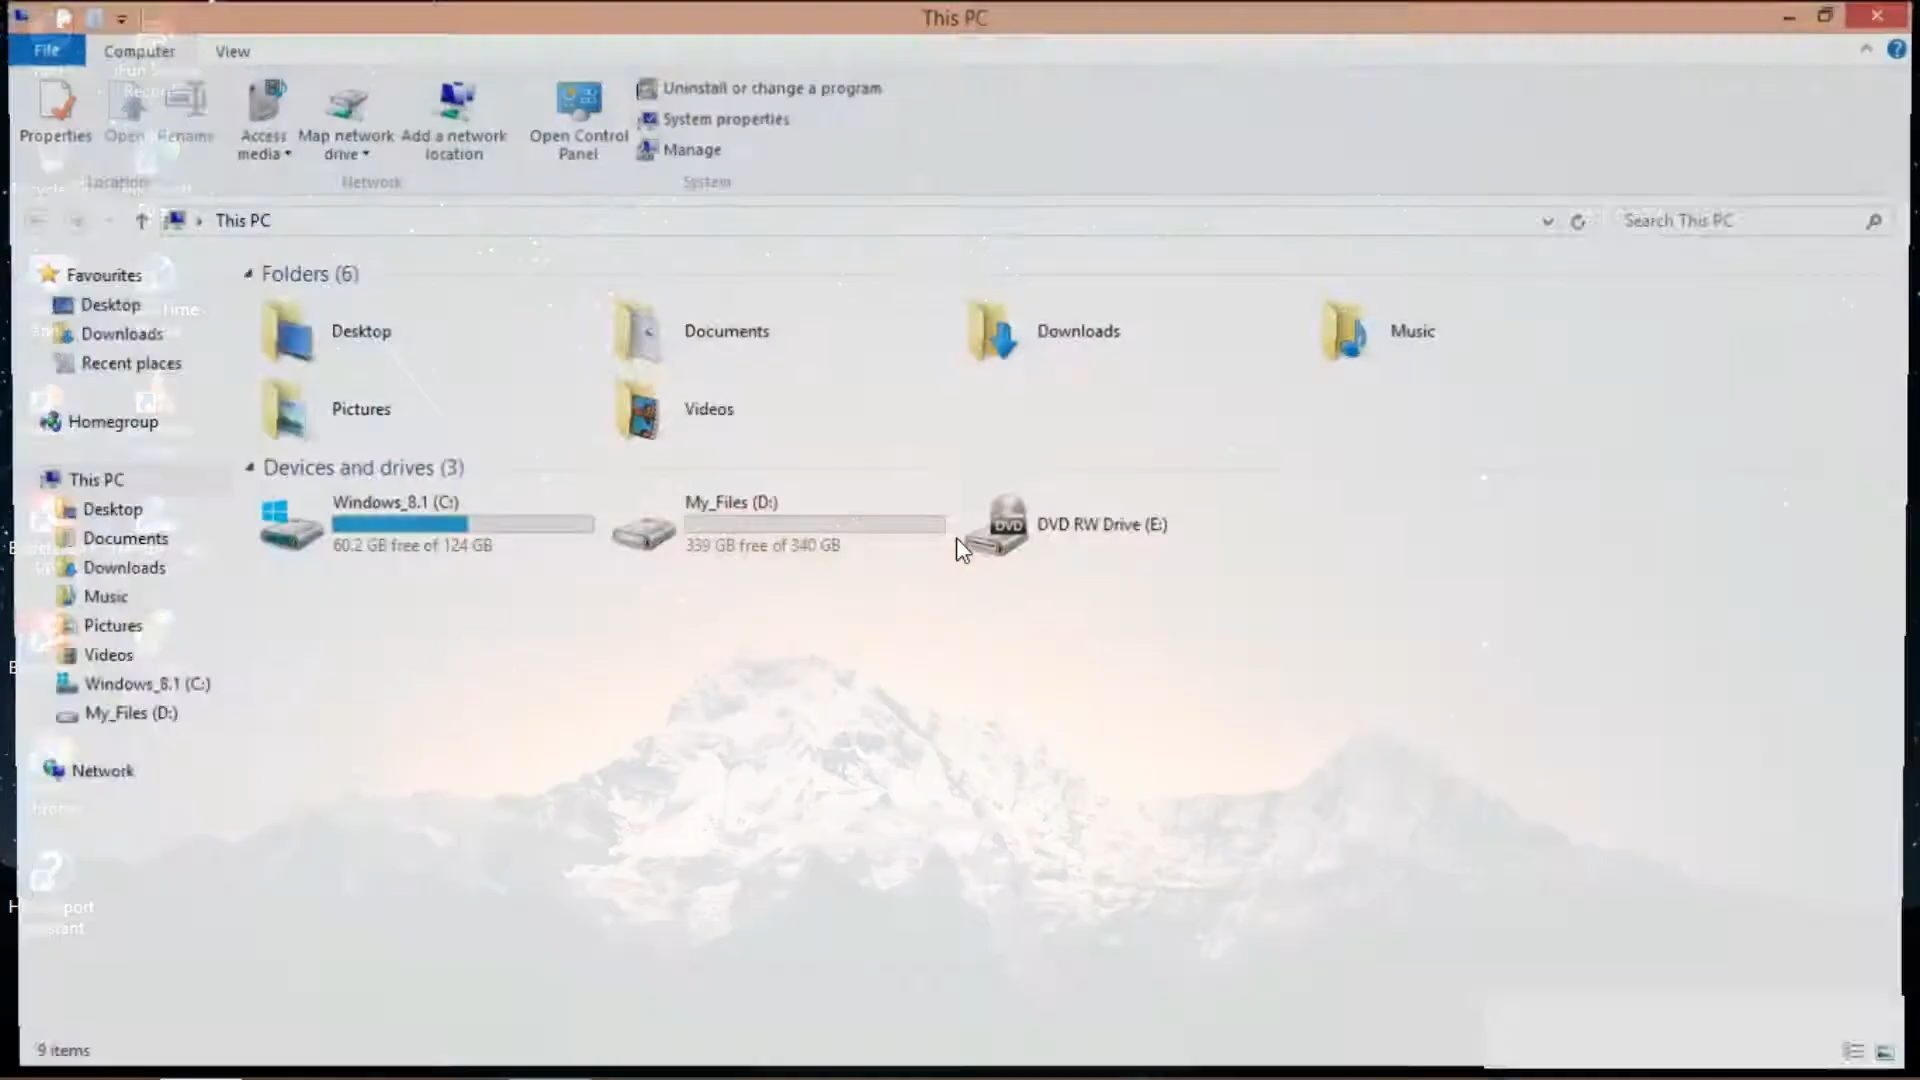 This PC
File
Computer
View
Properties
Open
Rename
Access media
Map network drive
Add a network location
Open Control Panel
Uninstall or change a program
System properties
Manage
Location
Network
System
This PC
Search This PC
Favourites
Desktop
Downloads
Recent places
Homegroup
This PC
Desktop
Documents
Downloads
Music
Pictures
Videos
Windows_8.1 (C:)
My_Files (D:)
Network
Folders (6)
Desktop
Documents
Downloads
Music
Pictures
Videos
Devices and drives (3)
Windows_8.1 (C:)
60.2 GB free of 124 GB
My_Files (D:)
339 GB free of 340 GB
DVD
DVD RW Drive (E:)
9 items